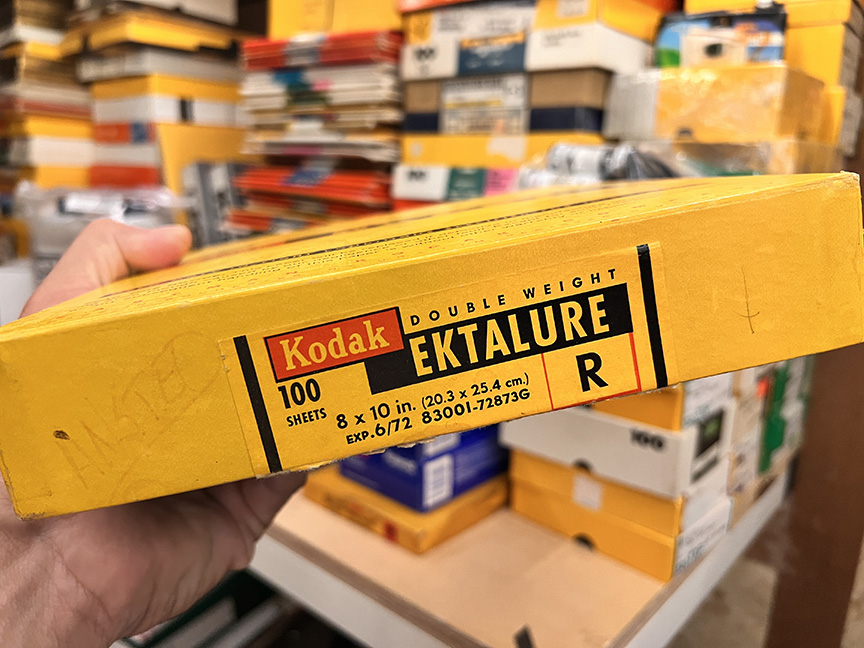 DOUBLE WEIGHT
Kodak EKTALURE
100
SHEETS
8 x 10 in. (20.3 x 25.4 cm.)
EXP. 6/72 83001-72873G
R
100